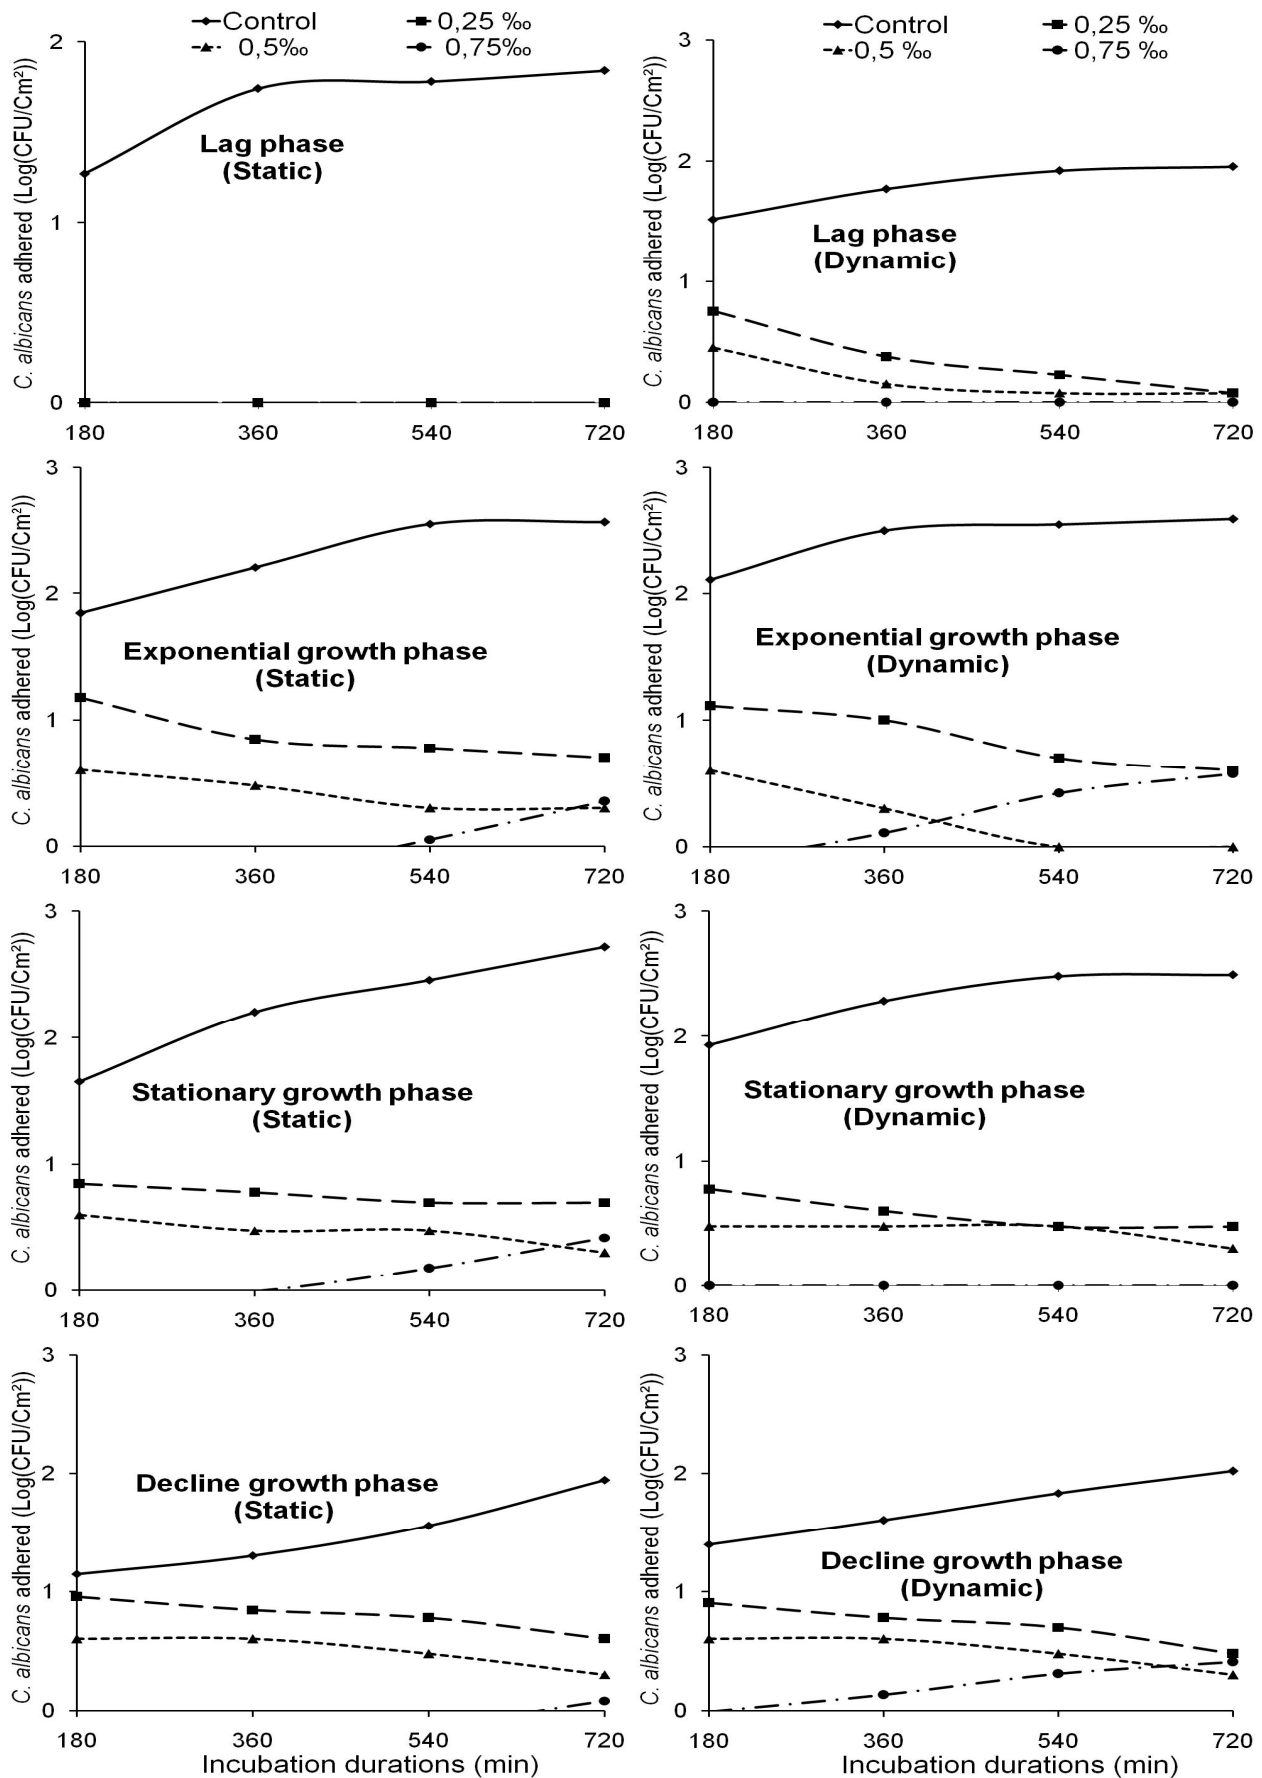 Control 0,25 ‰
0,5‰ 0,75‰
2
1
0
C. albicans adhered (Log(CFU/Cm²))
Lag phase
(Static)
180 360 540 720
Control 0,25 ‰
0,5 ‰ 0,75 ‰
3
2
1
0
C. albicans adhered (Log(CFU/Cm²))
Lag phase
(Dynamic)
180 360 540 720
3
2
1
0
C. albicans adhered (Log(CFU/Cm²))
Exponential growth phase
(Static)
180 360 540 720
3
2
1
0
C. albicans adhered (Log(CFU/Cm²))
Exponential growth phase
(Dynamic)
180 360 540 720
3
2
1
0
C. albicans adhered (Log(CFU/Cm²))
Stationary growth phase
(Static)
180 360 540 720
3
2
1
0
C. albicans adhered (Log(CFU/Cm²))
Stationary growth phase
(Dynamic)
180 360 540 720
3
2
1
0
C. albicans adhered (Log(CFU/Cm²))
Decline growth phase
(Static)
180 360 540 720
Incubation durations (min)
3
2
1
0
C. albicans adhered (Log(CFU/Cm²))
Decline growth phase
(Dynamic)
180 360 540 720
Incubation durations (min)